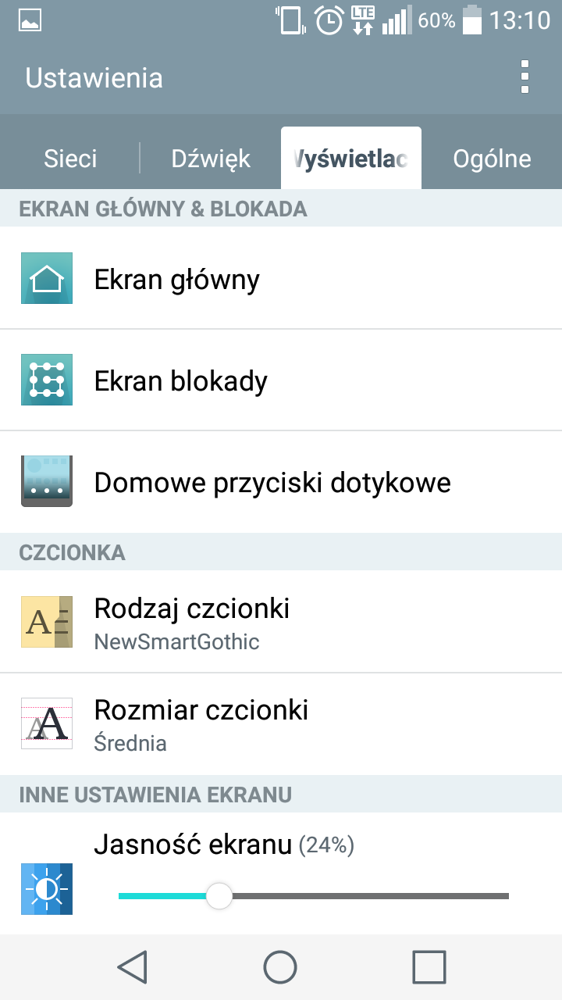 LTE 60% 13:10
Ustawienia
Sieci Dźwięk Wyświetlac Ogólne
EKRAN GŁÓWNY & BLOKADA
Ekran główny
Ekran blokady
Domowe przyciski dotykowe
CZCIONKA
Rodzaj czcionki
NewSmartGothic
Rozmiar czcionki
Średnia
INNE USTAWIENIA EKRANU
Jasność ekranu (24%)